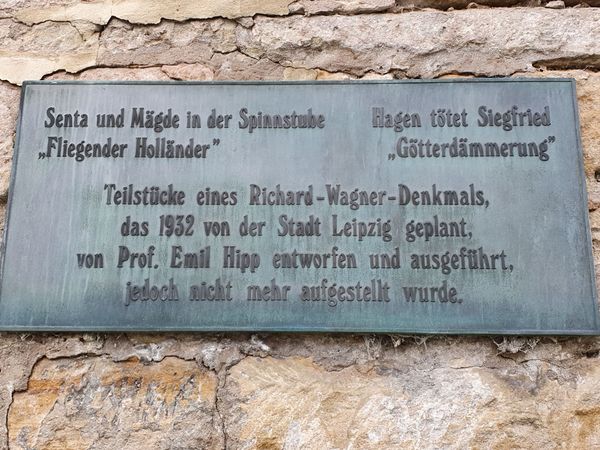 Senta und Mägde in der Spinnstube
„Fliegender Holländer”
Hagen tötet Siegfried
„Götterdämmerung”
Teilstücke eines Richard-Wagner-Denkmals,
das 1932 von der Stadt Leipzig geplant,
von Prof. Emil Hipp entworfen und ausgeführt,
jedoch nicht mehr aufgestellt wurde.